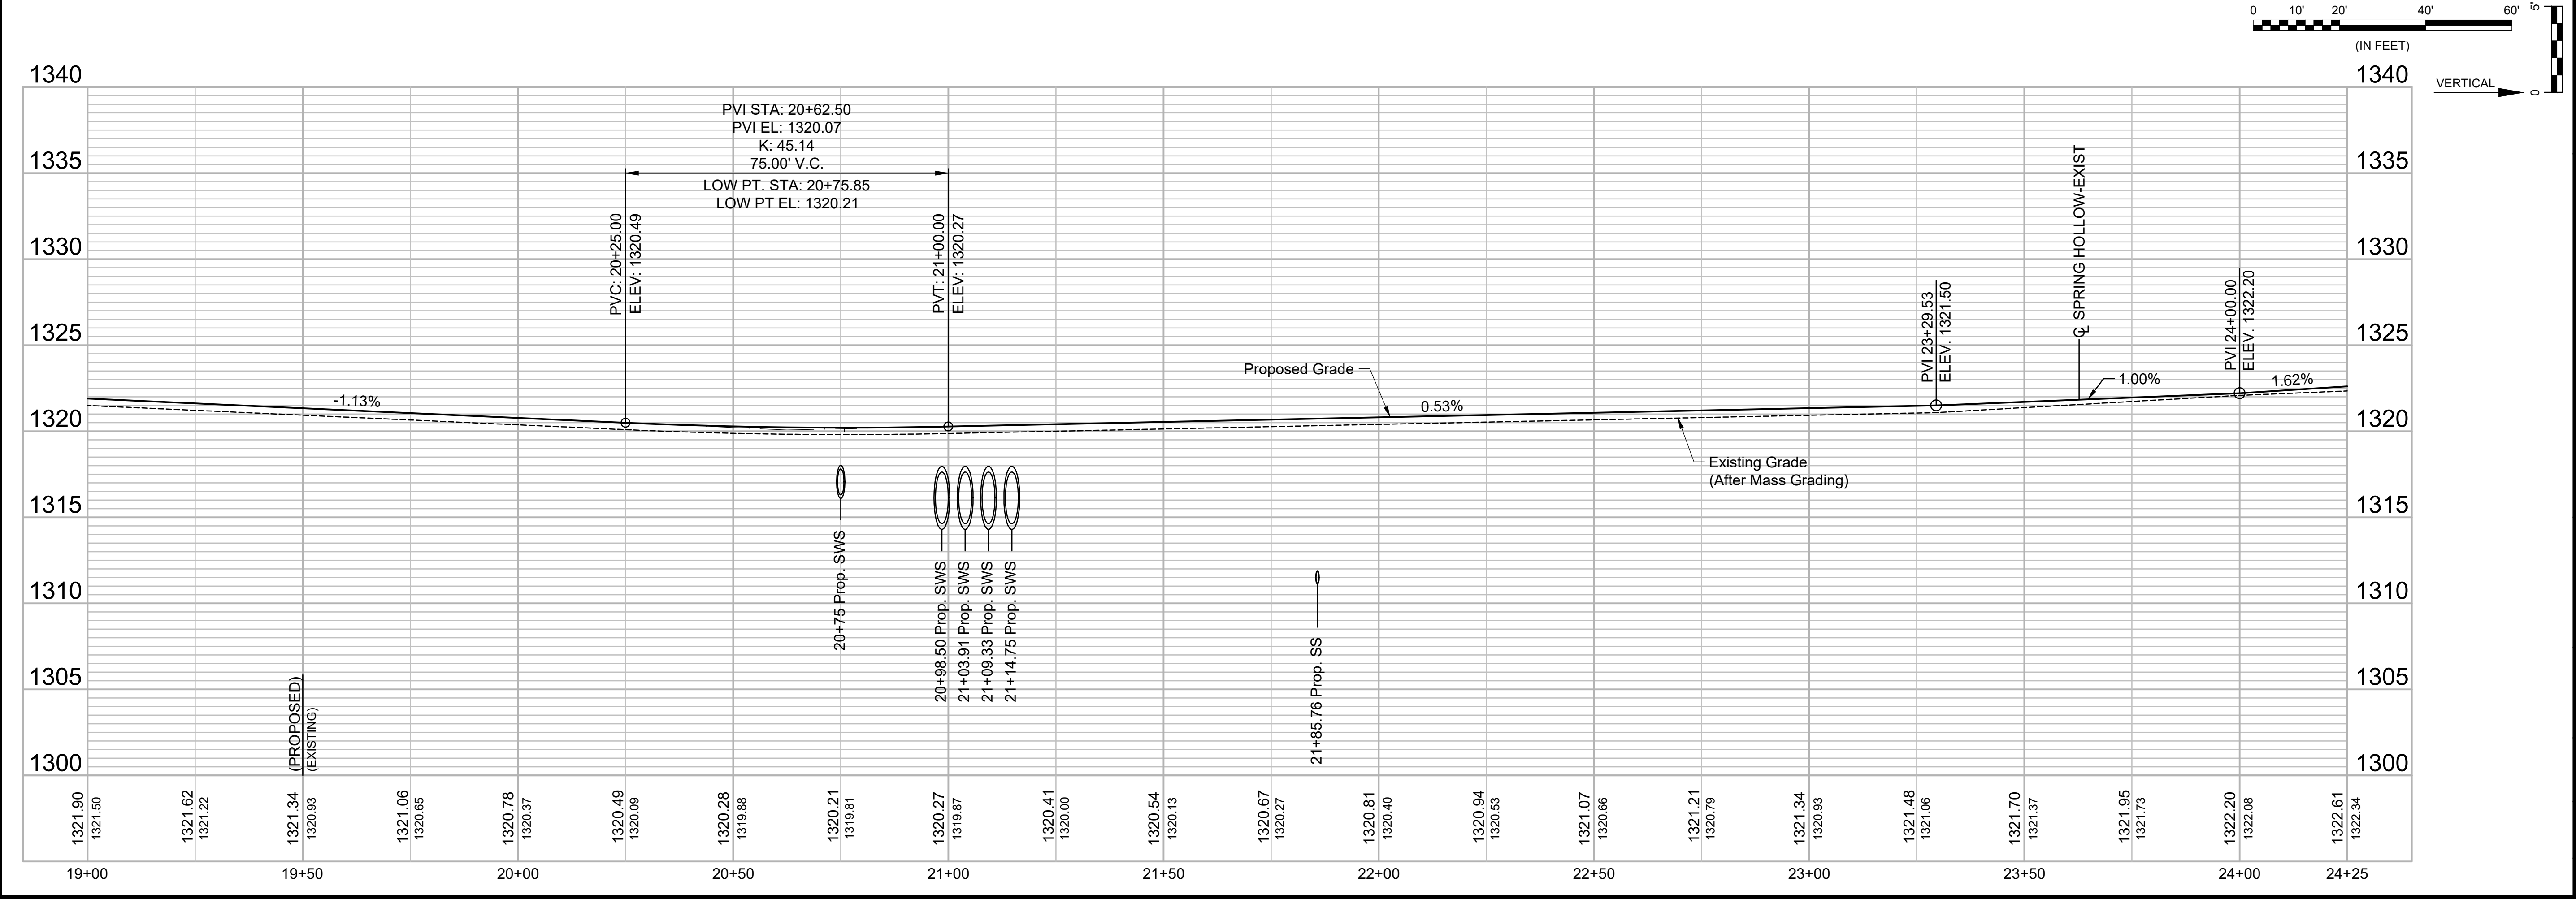 0 10' 20' 40' 60'
(IN FEET)
5'
0
VERTICAL
1340
1335
1330
1325
1320
1315
1310
1305
1300
1340
1335
1330
1325
1320
1315
1310
1305
1300
PVI STA: 20+62.50
PVI EL: 1320.07
K: 45.14
75.00' V.C.
LOW PT. STA: 20+75.85
LOW PT EL: 1320.21
PVC: 20+25.00
ELEV: 1320.49
PVT: 21+00.00
ELEV: 1320.27
PVI 23+29.53
ELEV. 1321.50
℄ SPRING HOLLOW-EXIST
PVI 24+00.00
ELEV. 1322.20
-1.13%
Proposed Grade
0.53%
1.00%
1.62%
Existing Grade
(After Mass Grading)
20+75 Prop. SWS
20+98.50 Prop. SWS
21+03.91 Prop. SWS
21+09.33 Prop. SWS
21+14.75 Prop. SWS
21+85.76 Prop. SS
(PROPOSED)
(EXISTING)
1321.90
1321.50
1321.62
1321.22
1321.34
1320.93
1321.06
1320.65
1320.78
1320.37
1320.49
1320.09
1320.28
1319.88
1320.21
1319.81
1320.27
1319.87
1320.41
1320.00
1320.54
1320.13
1320.67
1320.27
1320.81
1320.40
1320.94
1320.53
1321.07
1320.66
1321.21
1320.79
1321.34
1320.93
1321.48
1321.06
1321.70
1321.37
1321.95
1321.73
1322.20
1322.08
1322.61
1322.34
19+00 19+50 20+00 20+50 21+00 21+50 22+00 22+50 23+00 23+50 24+00 24+25